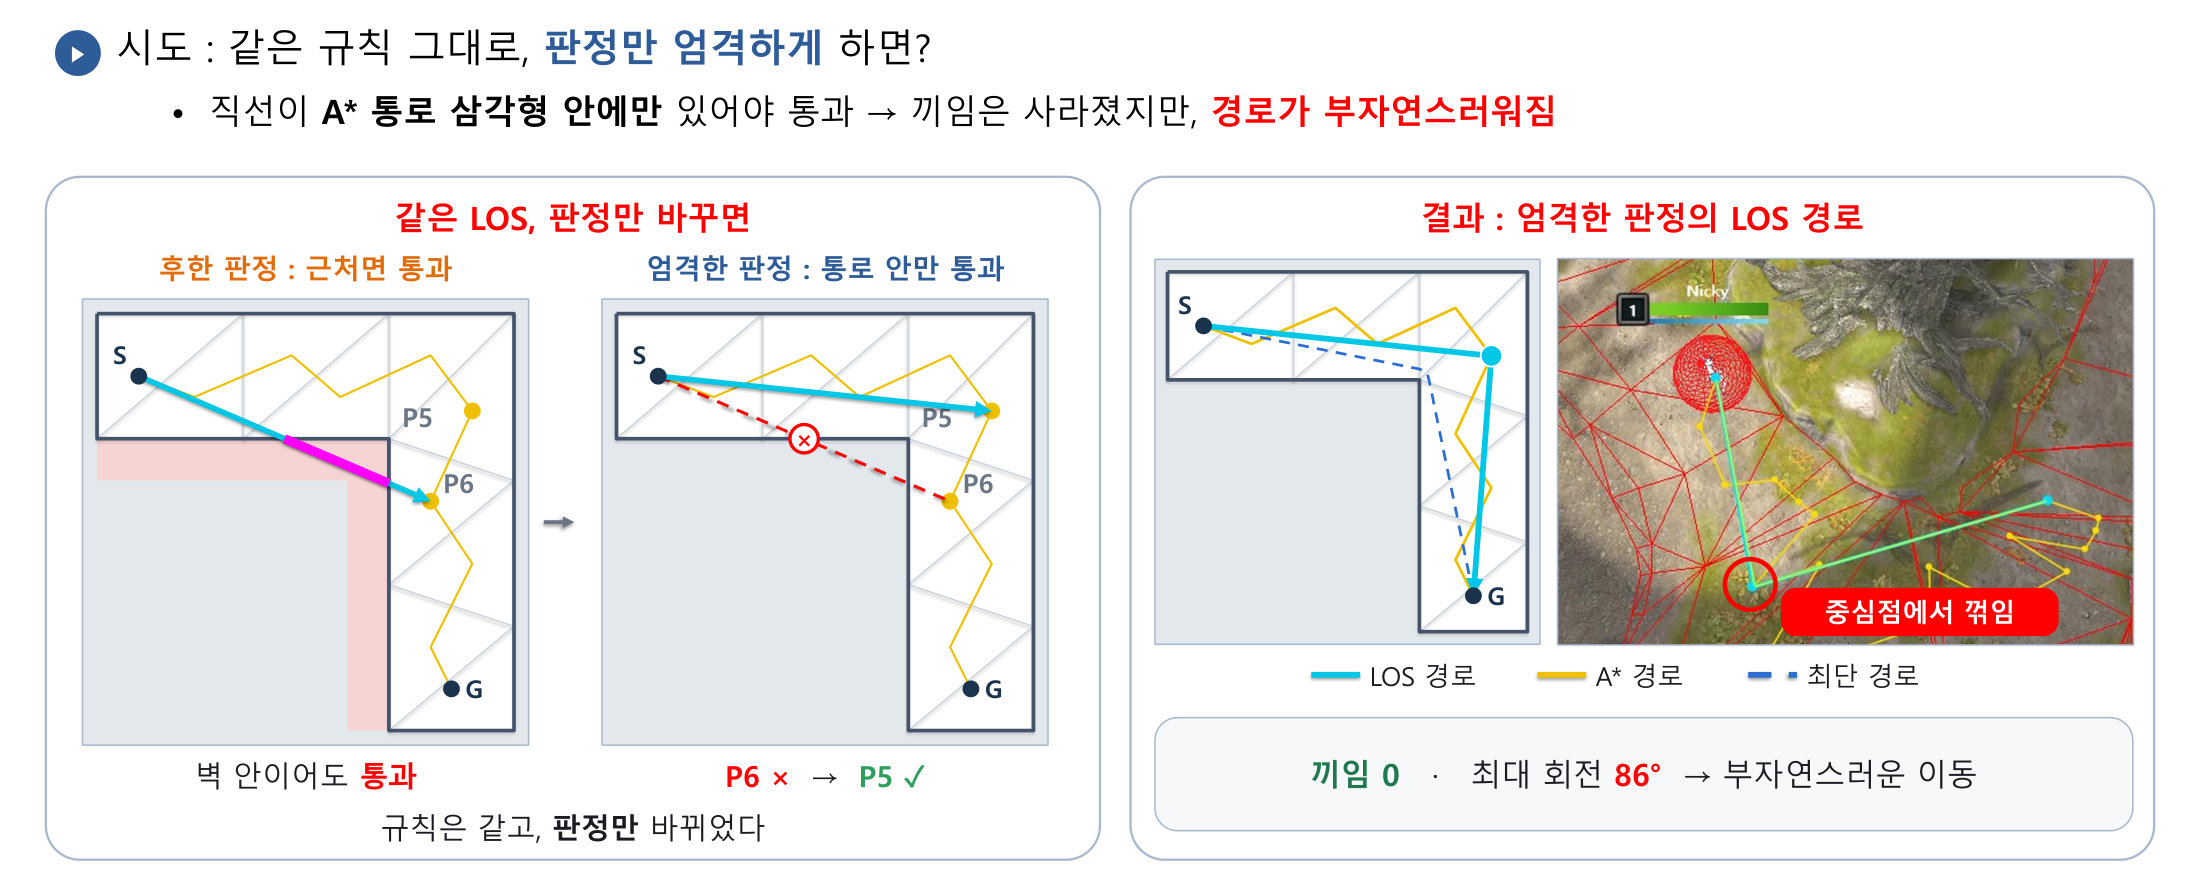 시도 : 같은 규칙 그대로, 판정만 엄격하게 하면?
• 직선이 A* 통로 삼각형 안에만 있어야 통과 → 끼임은 사라졌지만, 경로가 부자연스러워짐
같은 LOS, 판정만 바꾸면
후한 판정 : 근처면 통과
엄격한 판정 : 통로 안만 통과
S
P5
P6
G
S
P5
×
P6
G
벽 안이어도 통과
P6 × → P5 ✓
규칙은 같고, 판정만 바뀌었다
결과 : 엄격한 판정의 LOS 경로
S
G
Nicky
1
중심점에서 꺾임
LOS 경로
A* 경로
최단 경로
끼임 0 · 최대 회전 86° → 부자연스러운 이동